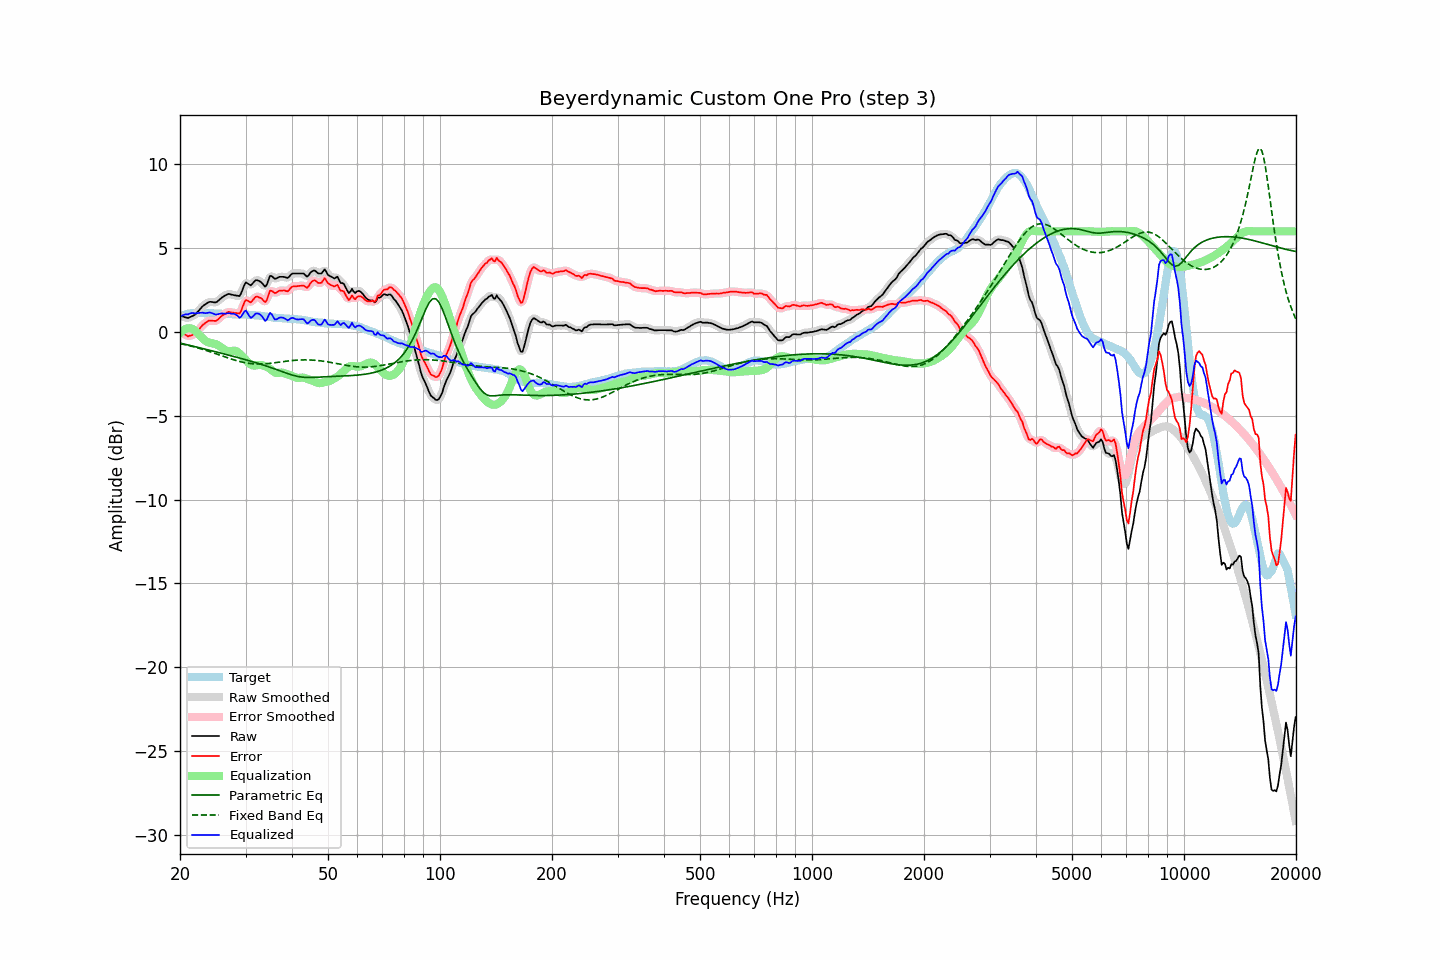 Beyerdynamic Custom One Pro (step 3)
10
5
0
−5
−10
−15
−20
−25
−30
Amplitude (dBr)
Target
Raw Smoothed
Error Smoothed
Raw
Error
Equalization
Parametric Eq
Fixed Band Eq
Equalized
20 50 100 200 500 1000 2000 5000 10000 20000
Frequency (Hz)